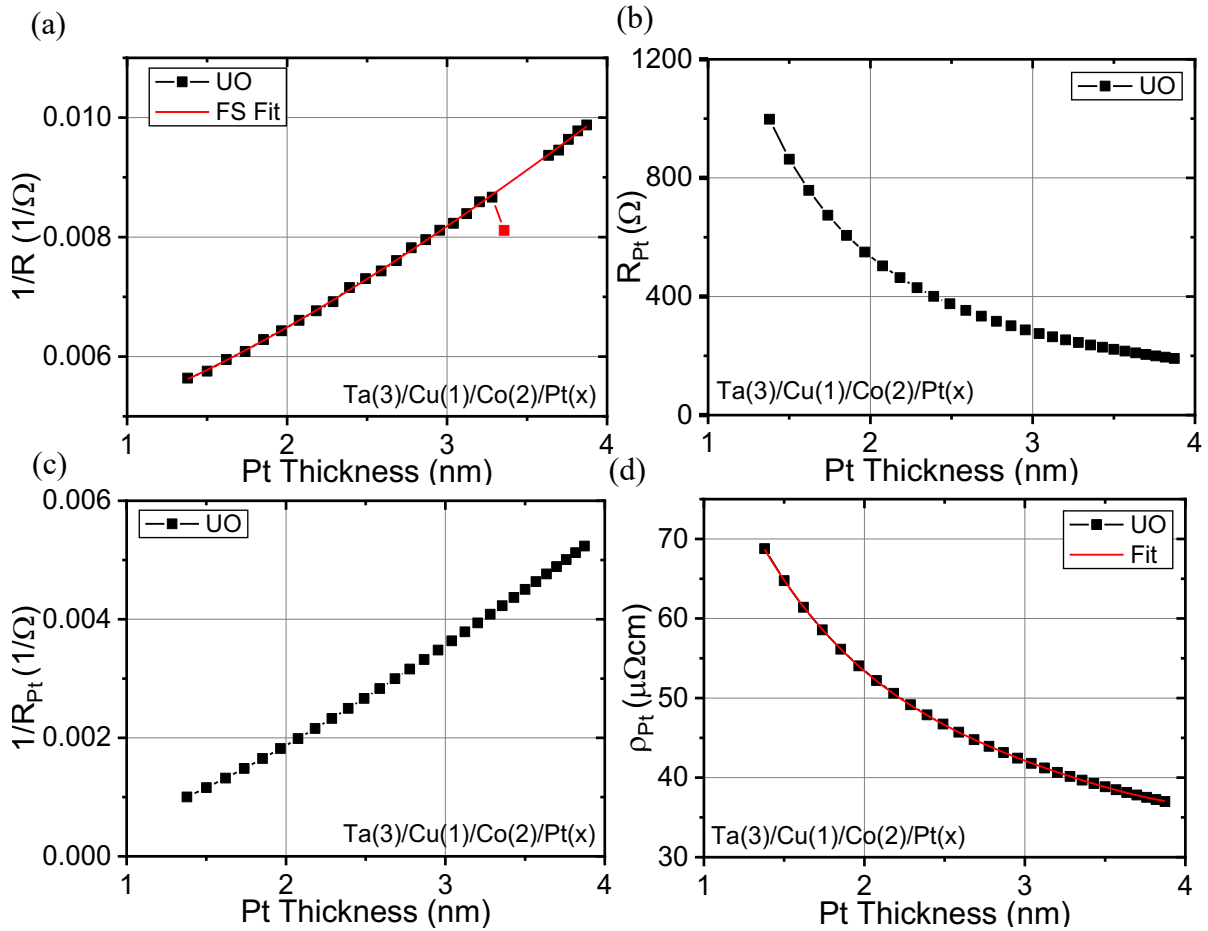 (a)
UO
FS Fit
0.010
0.008
0.006
1/R (1/Ω)
Ta(3)/Cu(1)/Co(2)/Pt(x)
1 2 3 4
Pt Thickness (nm)
(b)
UO
1200
800
400
0
R_Pt (Ω)
Ta(3)/Cu(1)/Co(2)/Pt(x)
1 2 3 4
Pt Thickness (nm)
(c)
UO
0.006
0.004
0.002
0.000
1/R_Pt (1/Ω)
Ta(3)/Cu(1)/Co(2)/Pt(x)
1 2 3 4
Pt Thickness (nm)
(d)
UO
Fit
70
60
50
40
30
ρ_Pt (μΩcm)
Ta(3)/Cu(1)/Co(2)/Pt(x)
1 2 3 4
Pt Thickness (nm)